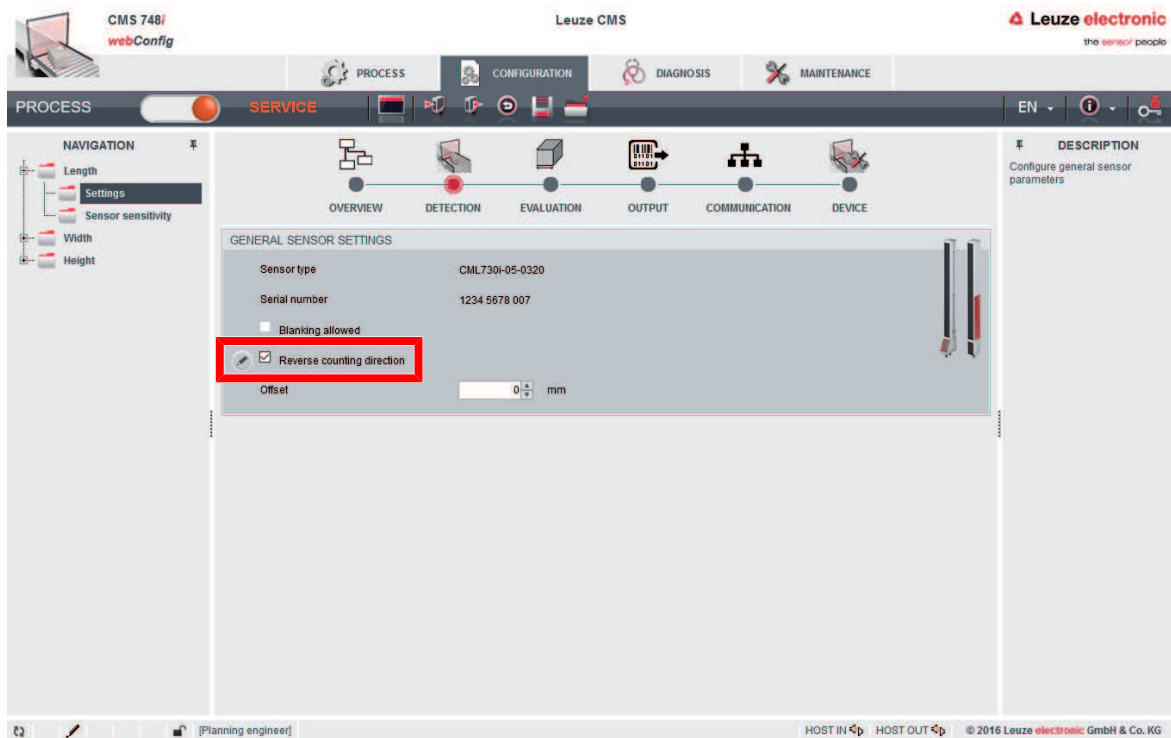 CMS 748i
webConfig
Leuze CMS
Leuze electronic
the sensor people
PROCESS
CONFIGURATION
DIAGNOSIS
MAINTENANCE
PROCESS
SERVICE
EN
NAVIGATION
Length
Settings
Sensor sensitivity
Width
Height
OVERVIEW
DETECTION
EVALUATION
OUTPUT
COMMUNICATION
DEVICE
GENERAL SENSOR SETTINGS
Sensor type CML730i-05-0320
Serial number 1234 5678 007
Blanking allowed
Reverse counting direction
Offset 0 mm
DESCRIPTION
Configure general sensor
parameters
[Planning engineer]
HOST IN HOST OUT © 2016 Leuze electronic GmbH & Co. KG